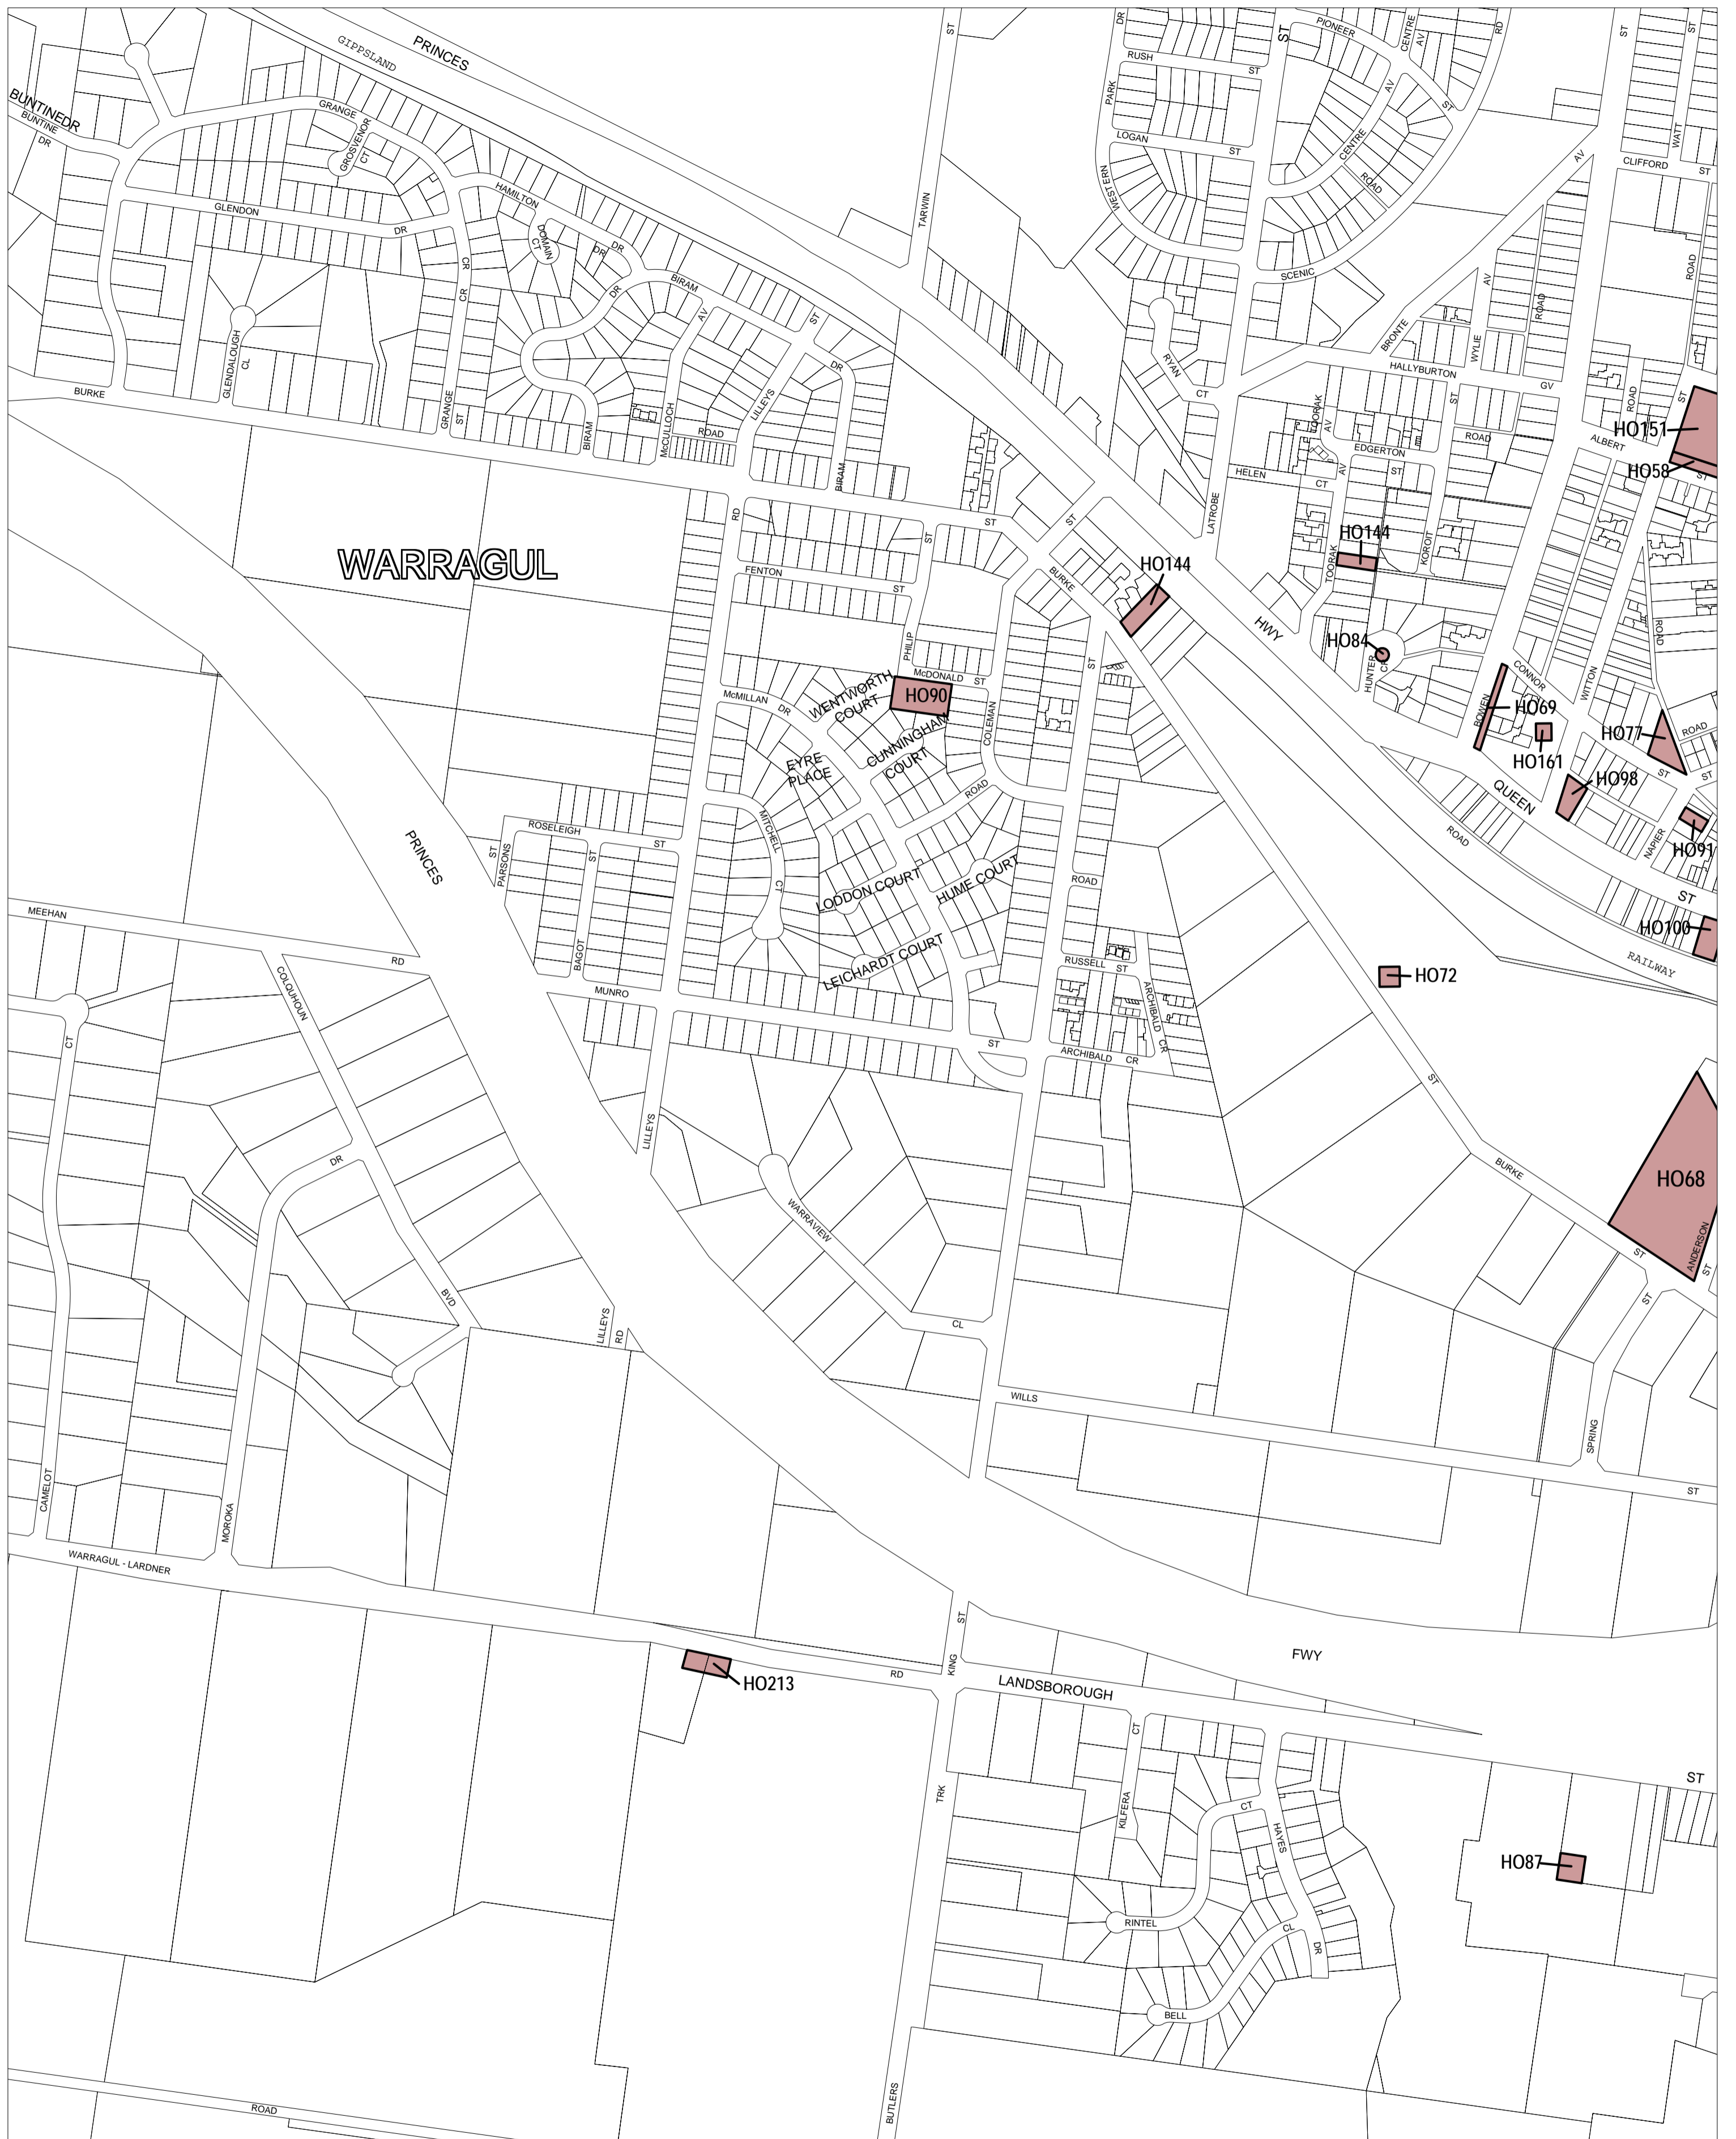 PRINCES
GIPPSLAND
ST
DR
PIONEER
CENTRE
AV
RD
ST
ST
ST
RUSH
ST
PARK
AV
ST
BUNTINEDR
BUNTINE
DR
GRANGE
GROSVENOR
CT
LOGAN
ST
CENTRE
ROAD
WATT
AV
CLIFFORD
ST
WESTERN
HAMILTON
GLENDON
DR
TARWIN
DOMAIN
CT
DR
DR
CR
SCENIC
ROAD
BIRAM
DR
CR
AV
AV
ROAD
ST
BRONTE
WYLIE
GLENDALOUGH
CL
DR
RYAN
HALLYBURTON
GV
BURKE
CT
ST
ROAD
ST
LILLEYS
GRANGE
ST
McCULLOCH
ROAD
BIRAM
TOORAK
AV
ROAD
HO151
ALBERT
EDGERTON
HELEN
CT
AV
ST
HO58
ST
BIRAM
RD
ST
ST
LATROBE
ST
HO144
WARRAGUL
FENTON
ST
BURKE
HO144
TOORAK
KOROIT
HWY
PHILIP
HO84
ROAD
McDONALD
ST
ST
HUNTER
CR
CONNOR
WITTON
McMILLAN
DR
WENTWORTH
COURT
HO90
COLEMAN
BOWEN
HO69
HO77
ROAD
CUNNINGHAM
COURT
HO161
ST
ST
EYRE
PLACE
HO98
ROAD
QUEEN
ROSELEIGH
ST
MITCHELL
ROAD
NAPIER
HO91
PRINCES
ST
PARSONS
ST
CT
LODDON COURT
HUME COURT
ROAD
ST
MEEHAN
HO100
RD
BAGOT
LEICHARDT COURT
RUSSELL
ST
RAILWAY
COLQUHOUN
HO72
MUNRO
ARCHIBALD
CR
CT
ST
ARCHIBALD
CR
ST
LILLEYS
DR
BURKE
HO68
WARRAVIEW
ANDERSON
ST
ST
BVD
ST
LILLEYS
RD
CL
WILLS
SPRING
CAMELOT
MOROKA
ST
WARRAGUL - LARDNER
ST
FWY
KING
RD
HO213
LANDSBOROUGH
CT
ST
TRK
KILFERA
CT
HAYES
HO87
RINTEL
CL
DR
BELL
BUTLERS
ROAD